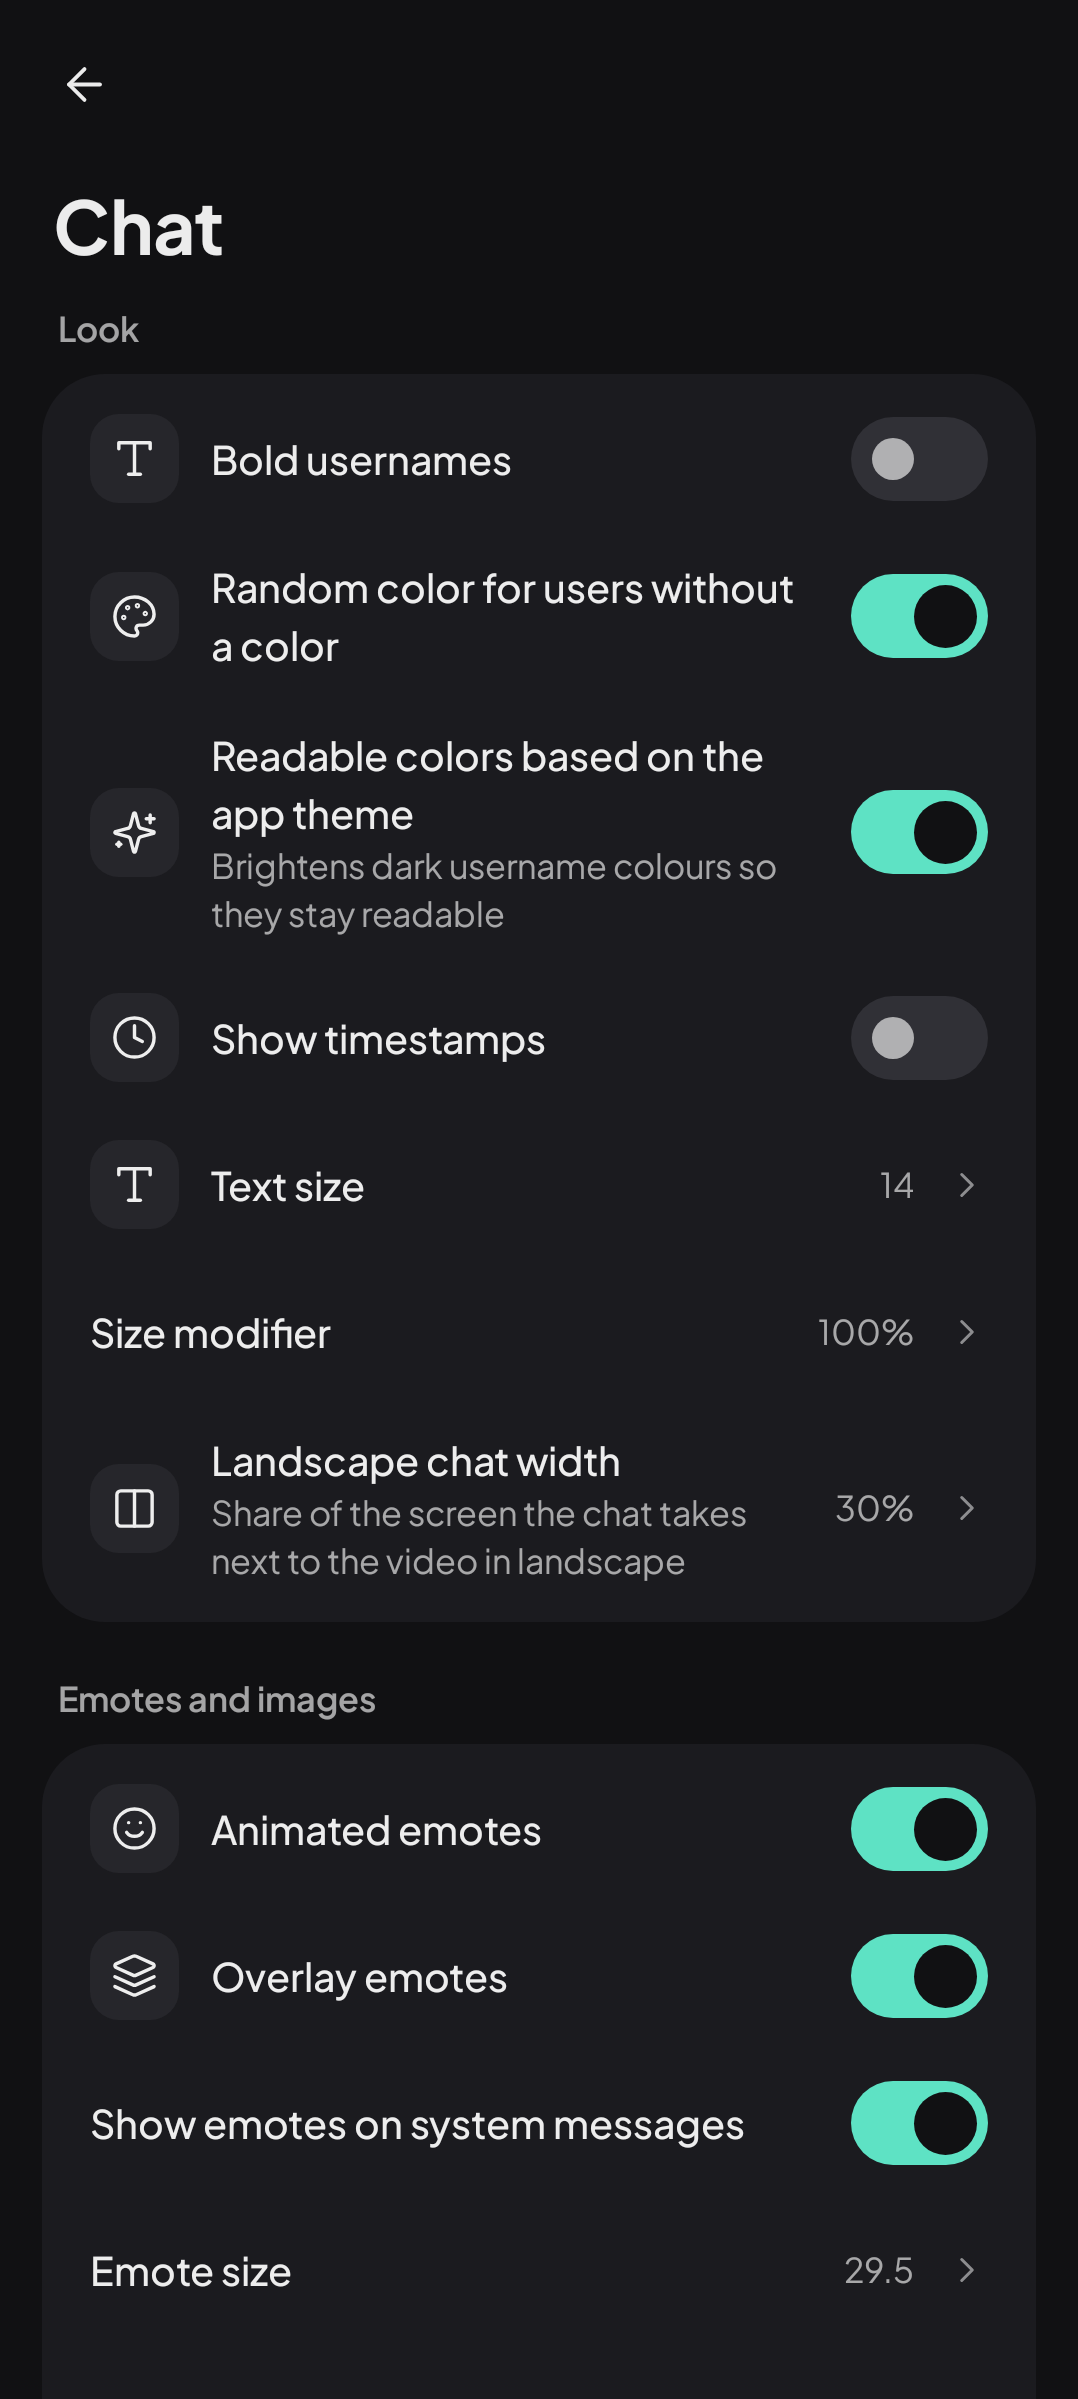 Chat
Look
Bold usernames
Random color for users without
a color
Readable colors based on the
app theme
Brightens dark username colours so
they stay readable
Show timestamps
Text size
14
Size modifier
100%
Landscape chat width
Share of the screen the chat takes
next to the video in landscape
30%
Emotes and images
Animated emotes
Overlay emotes
Show emotes on system messages
Emote size
29.5